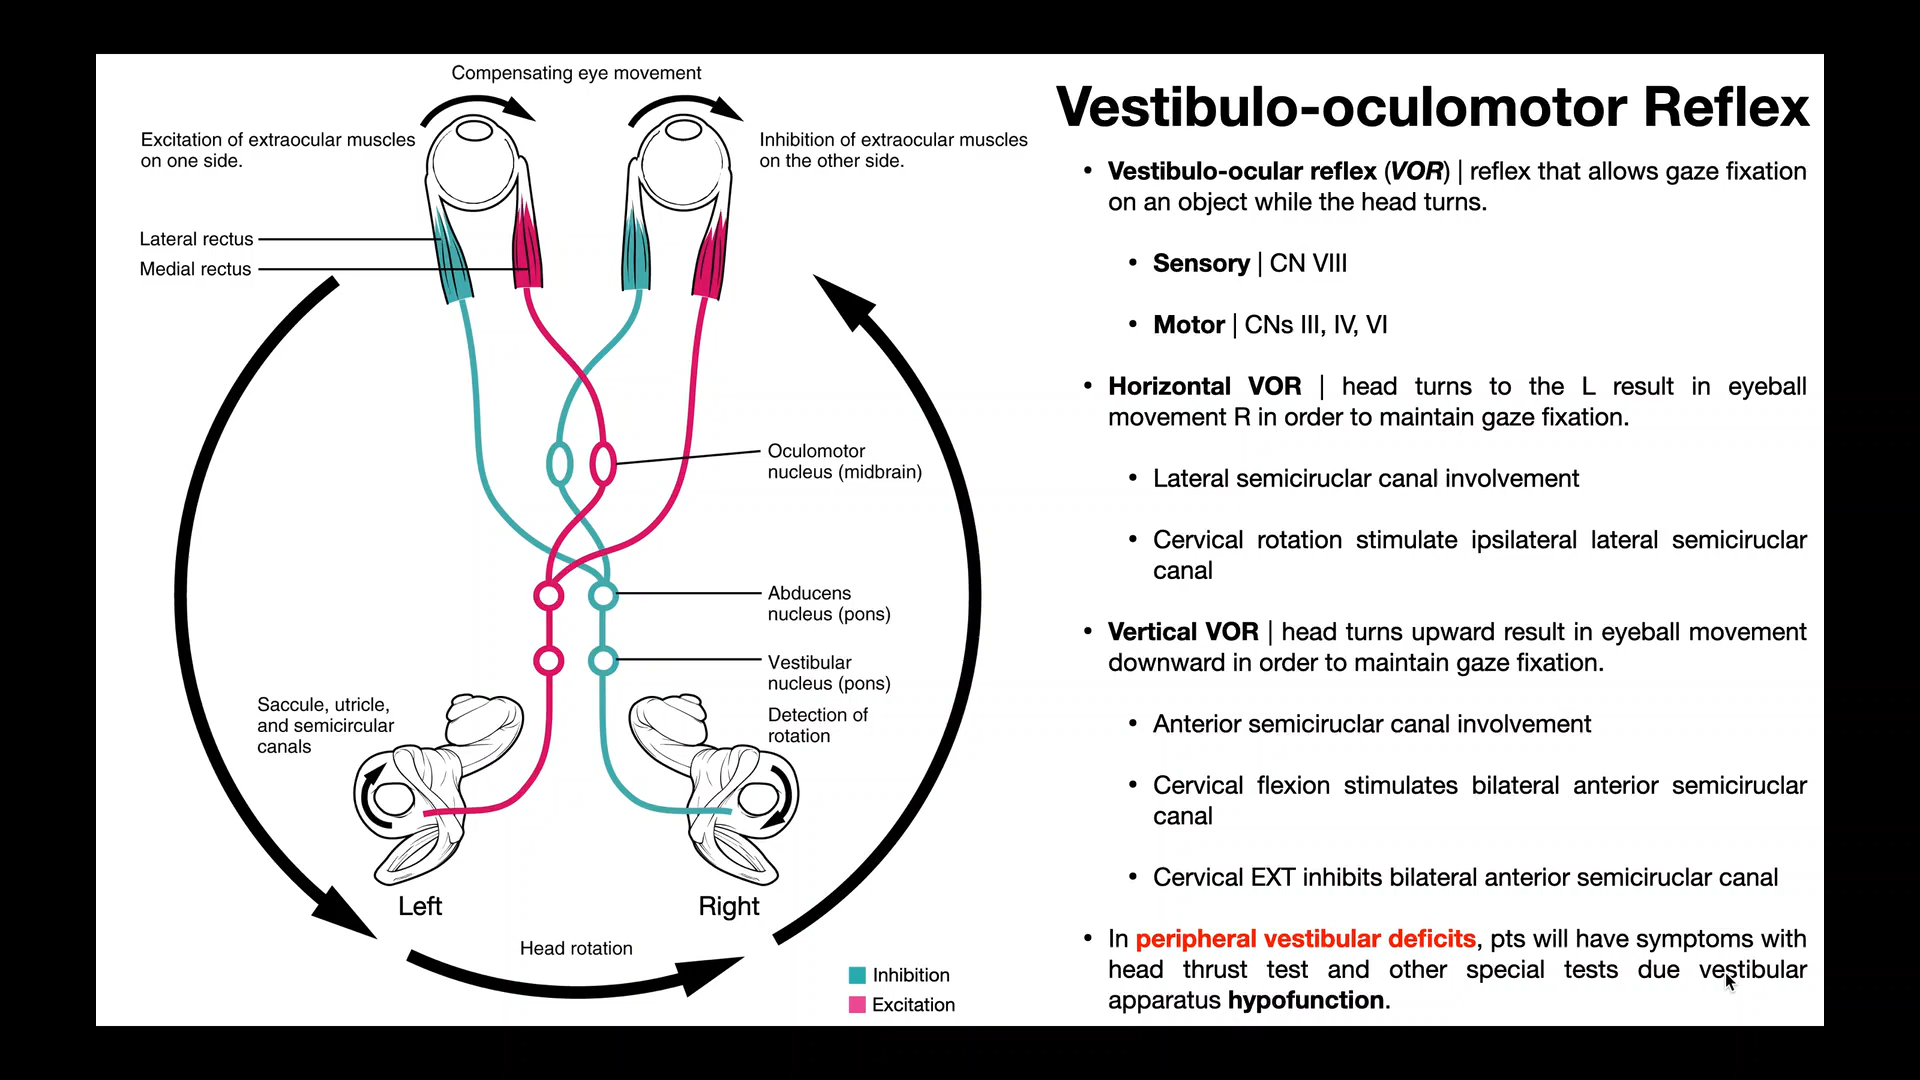 Compensating eye movement
Excitation of extraocular muscles
on one side.
Inhibition of extraocular muscles
on the other side.
Lateral rectus
Medial rectus
Oculomotor
nucleus (midbrain)
Abducens
nucleus (pons)
Vestibular
nucleus (pons)
Saccule, utricle,
and semicircular
canals
Detection of
rotation
Left
Right
Head rotation
Inhibition
Excitation
Vestibulo-oculomotor Reflex
• Vestibulo-ocular reflex (VOR) | reflex that allows gaze fixation
on an object while the head turns.
• Sensory | CN VIII
• Motor | CNs III, IV, VI
• Horizontal VOR | head turns to the L result in eyeball
movement R in order to maintain gaze fixation.
• Lateral semiciruclar canal involvement
• Cervical rotation stimulate ipsilateral lateral semiciruclar
canal
• Vertical VOR | head turns upward result in eyeball movement
downward in order to maintain gaze fixation.
• Anterior semiciruclar canal involvement
• Cervical flexion stimulates bilateral anterior semiciruclar
canal
• Cervical EXT inhibits bilateral anterior semiciruclar canal
• In peripheral vestibular deficits, pts will have symptoms with
head thrust test and other special tests due vestibular
apparatus hypofunction.